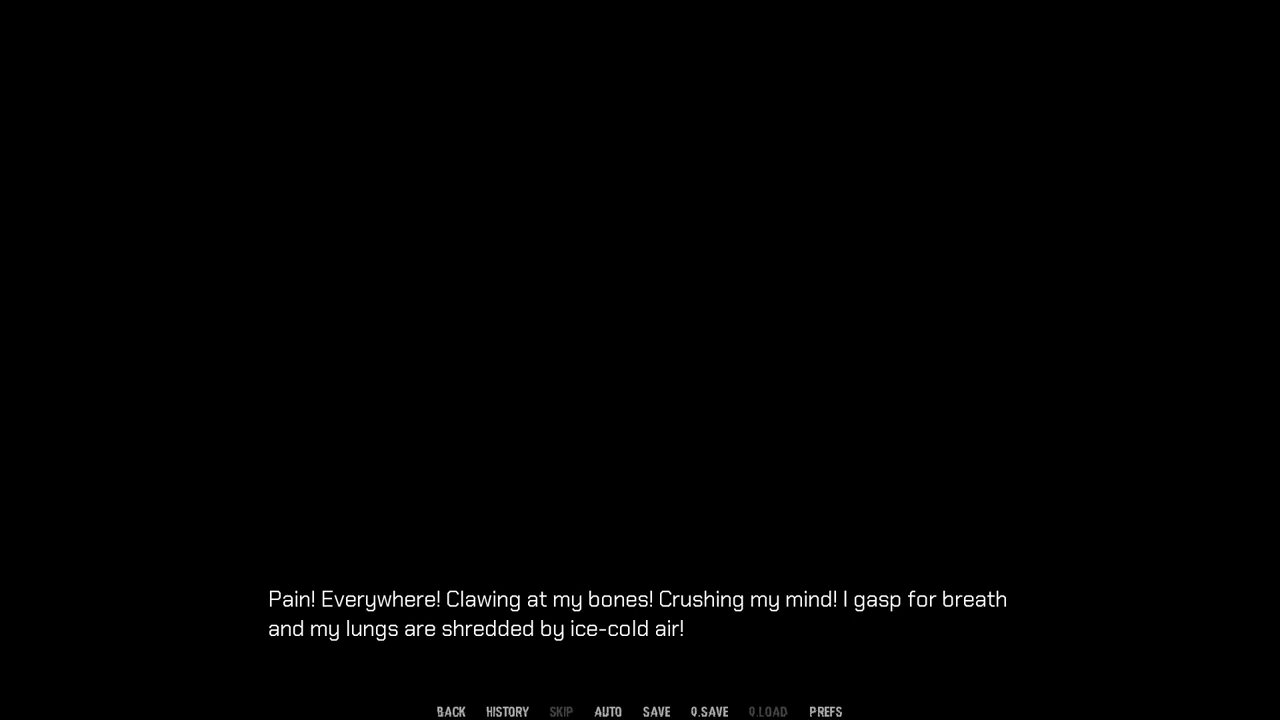 Pain! Everywhere! Clawing at my bones! Crushing my mind! I gasp for breath
and my lungs are shredded by ice-cold air!
BACK HISTORY SKIP AUTO SAVE Q.SAVE Q.LOAD PREFS